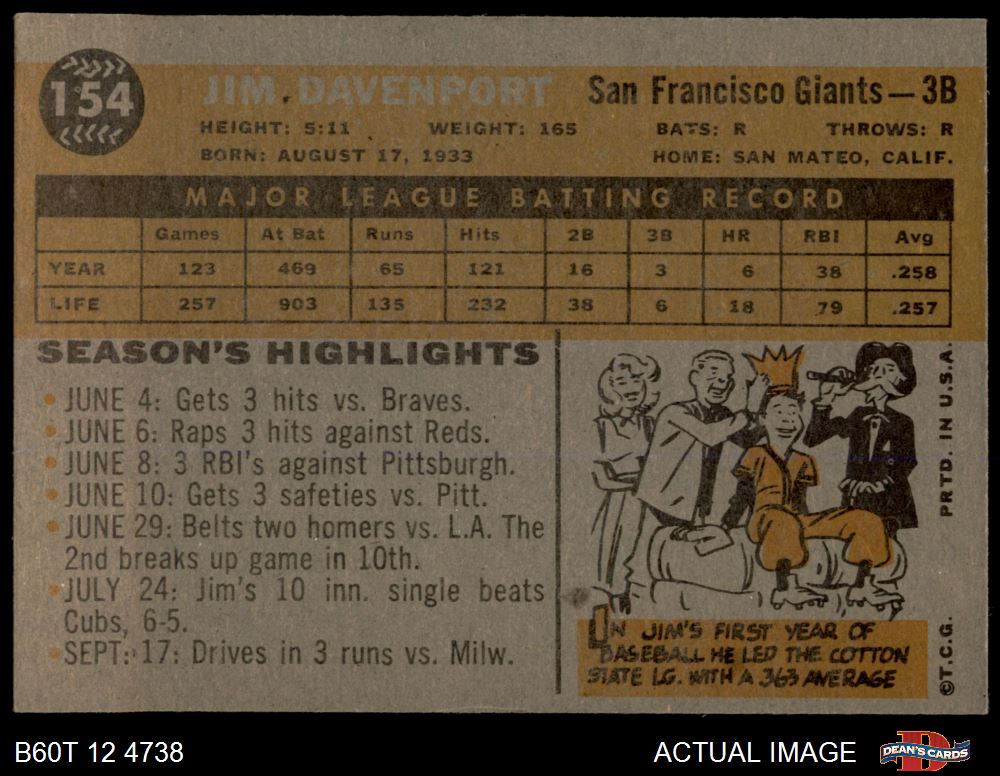 154
JIM DAVENPORT
San Francisco Giants—3B
HEIGHT: 5:11 WEIGHT: 165 BATS: R THROWS: R
BORN: AUGUST 17, 1933 HOME: SAN MATEO, CALIF.
MAJOR LEAGUE BATTING RECORD
Games At Bat Runs Hits 2B 3B HR RBI Avg
YEAR 123 469 65 121 16 3 6 38 .258
LIFE 257 903 135 232 38 6 18 79 .257
SEASON'S HIGHLIGHTS
• JUNE 4: Gets 3 hits vs. Braves.
• JUNE 6: Raps 3 hits against Reds.
• JUNE 8: 3 RBI's against Pittsburgh.
• JUNE 10: Gets 3 safeties vs. Pitt.
• JUNE 29: Belts two homers vs. L.A. The
2nd breaks up game in 10th.
• JULY 24: Jim's 10 inn. single beats
Cubs, 6-5.
• SEPT. 17: Drives in 3 runs vs. Milw.
IN JIM'S FIRST YEAR OF
BASEBALL HE LED THE COTTON
STATE LG. WITH A .363 AVERAGE
©T.C.G. PRTD. IN U.S.A.
B60T 12 4738
ACTUAL IMAGE
D
DEAN'S CARDS